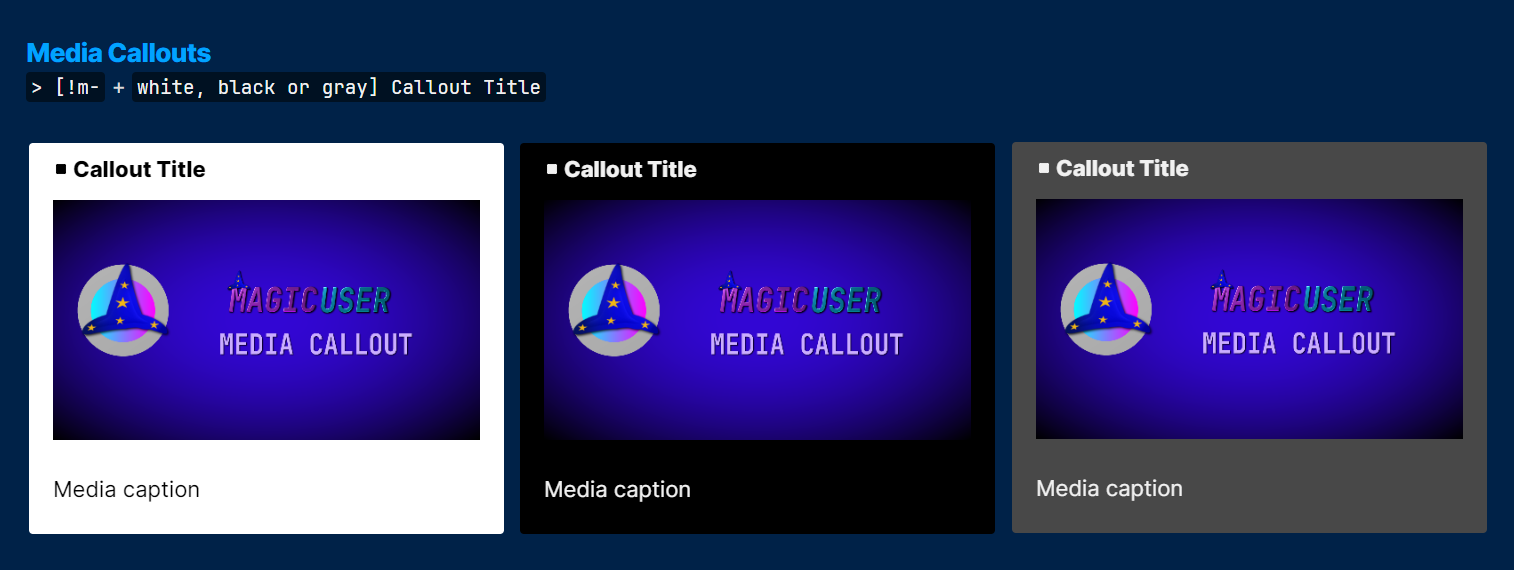 Media Callouts
> [!m- + white, black or gray] Callout Title
Callout Title
MAGICUSER
MEDIA CALLOUT
Media caption
Callout Title
MAGICUSER
MEDIA CALLOUT
Media caption
Callout Title
MAGICUSER
MEDIA CALLOUT
Media caption